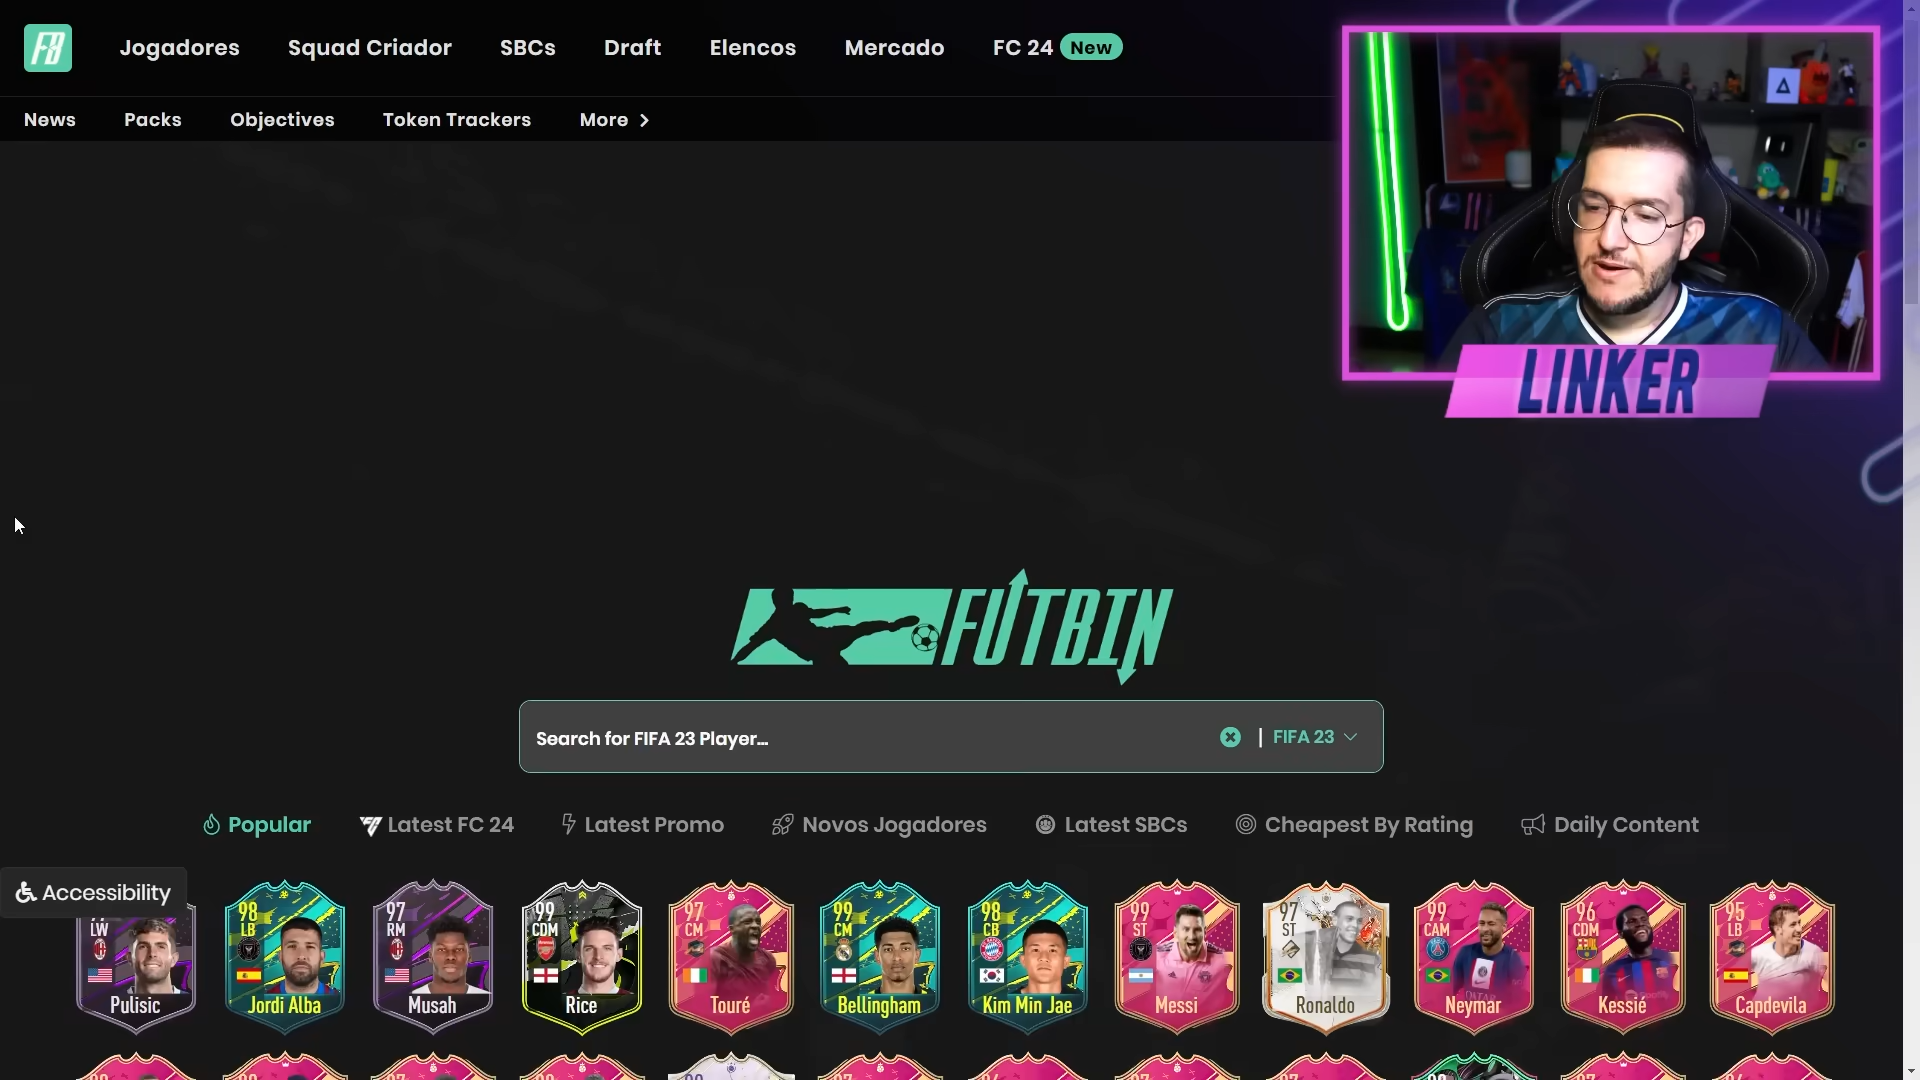 FB
Jogadores
Squad Criador
SBCs
Draft
Elencos
Mercado
FC 24 New
News
Packs
Objectives
Token Trackers
More
LINKER
FUTBIN
Search for FIFA 23 Player...
| FIFA 23
Popular
Latest FC 24
Latest Promo
Novos Jogadores
Latest SBCs
Cheapest By Rating
Daily Content
Accessibility
LW
Pulisic
98
LB
Jordi Alba
97
RM
Musah
99
CDM
Rice
97
CM
Touré
99
CM
Bellingham
98
CB
Kim Min Jae
99
ST
Messi
97
ST
Ronaldo
99
CAM
Neymar
96
CDM
Kessié
95
LB
Capdevila